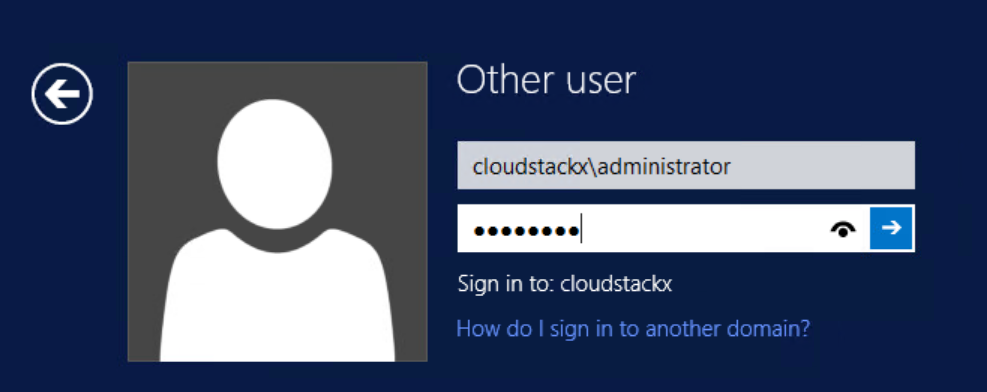 Other user
cloudstackx\administrator
••••••••
Sign in to: cloudstackx
How do I sign in to another domain?